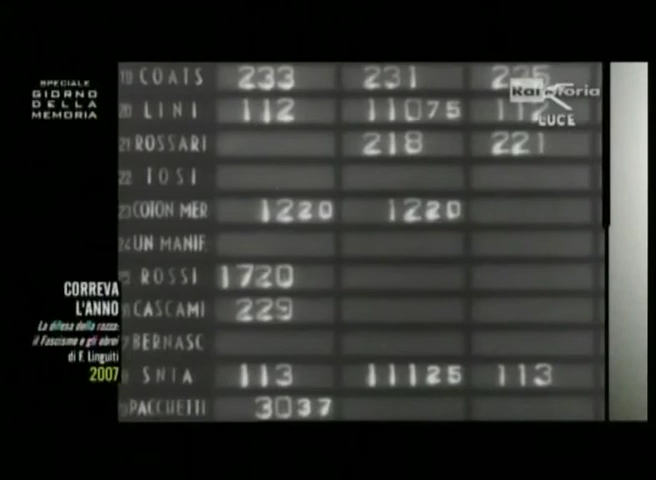 SPECIALE
GIORNO
DELLA
MEMORIA
Rai Storia
LUCE
19 COATS 233 231 225
20 LINI 112 11075 112
21 ROSSARI 218 221
22 TOSI
23 COTON MER 1220 1220
24 UN MANIF.
ROSSI 1720
CASCAMI 229
BERNASC
SNIA 113 11125 113
PACCHETTI 3037
CORREVA
L'ANNO
La difesa della razza:
il Fascismo e gli ebrei
di F. Linguiti
2007